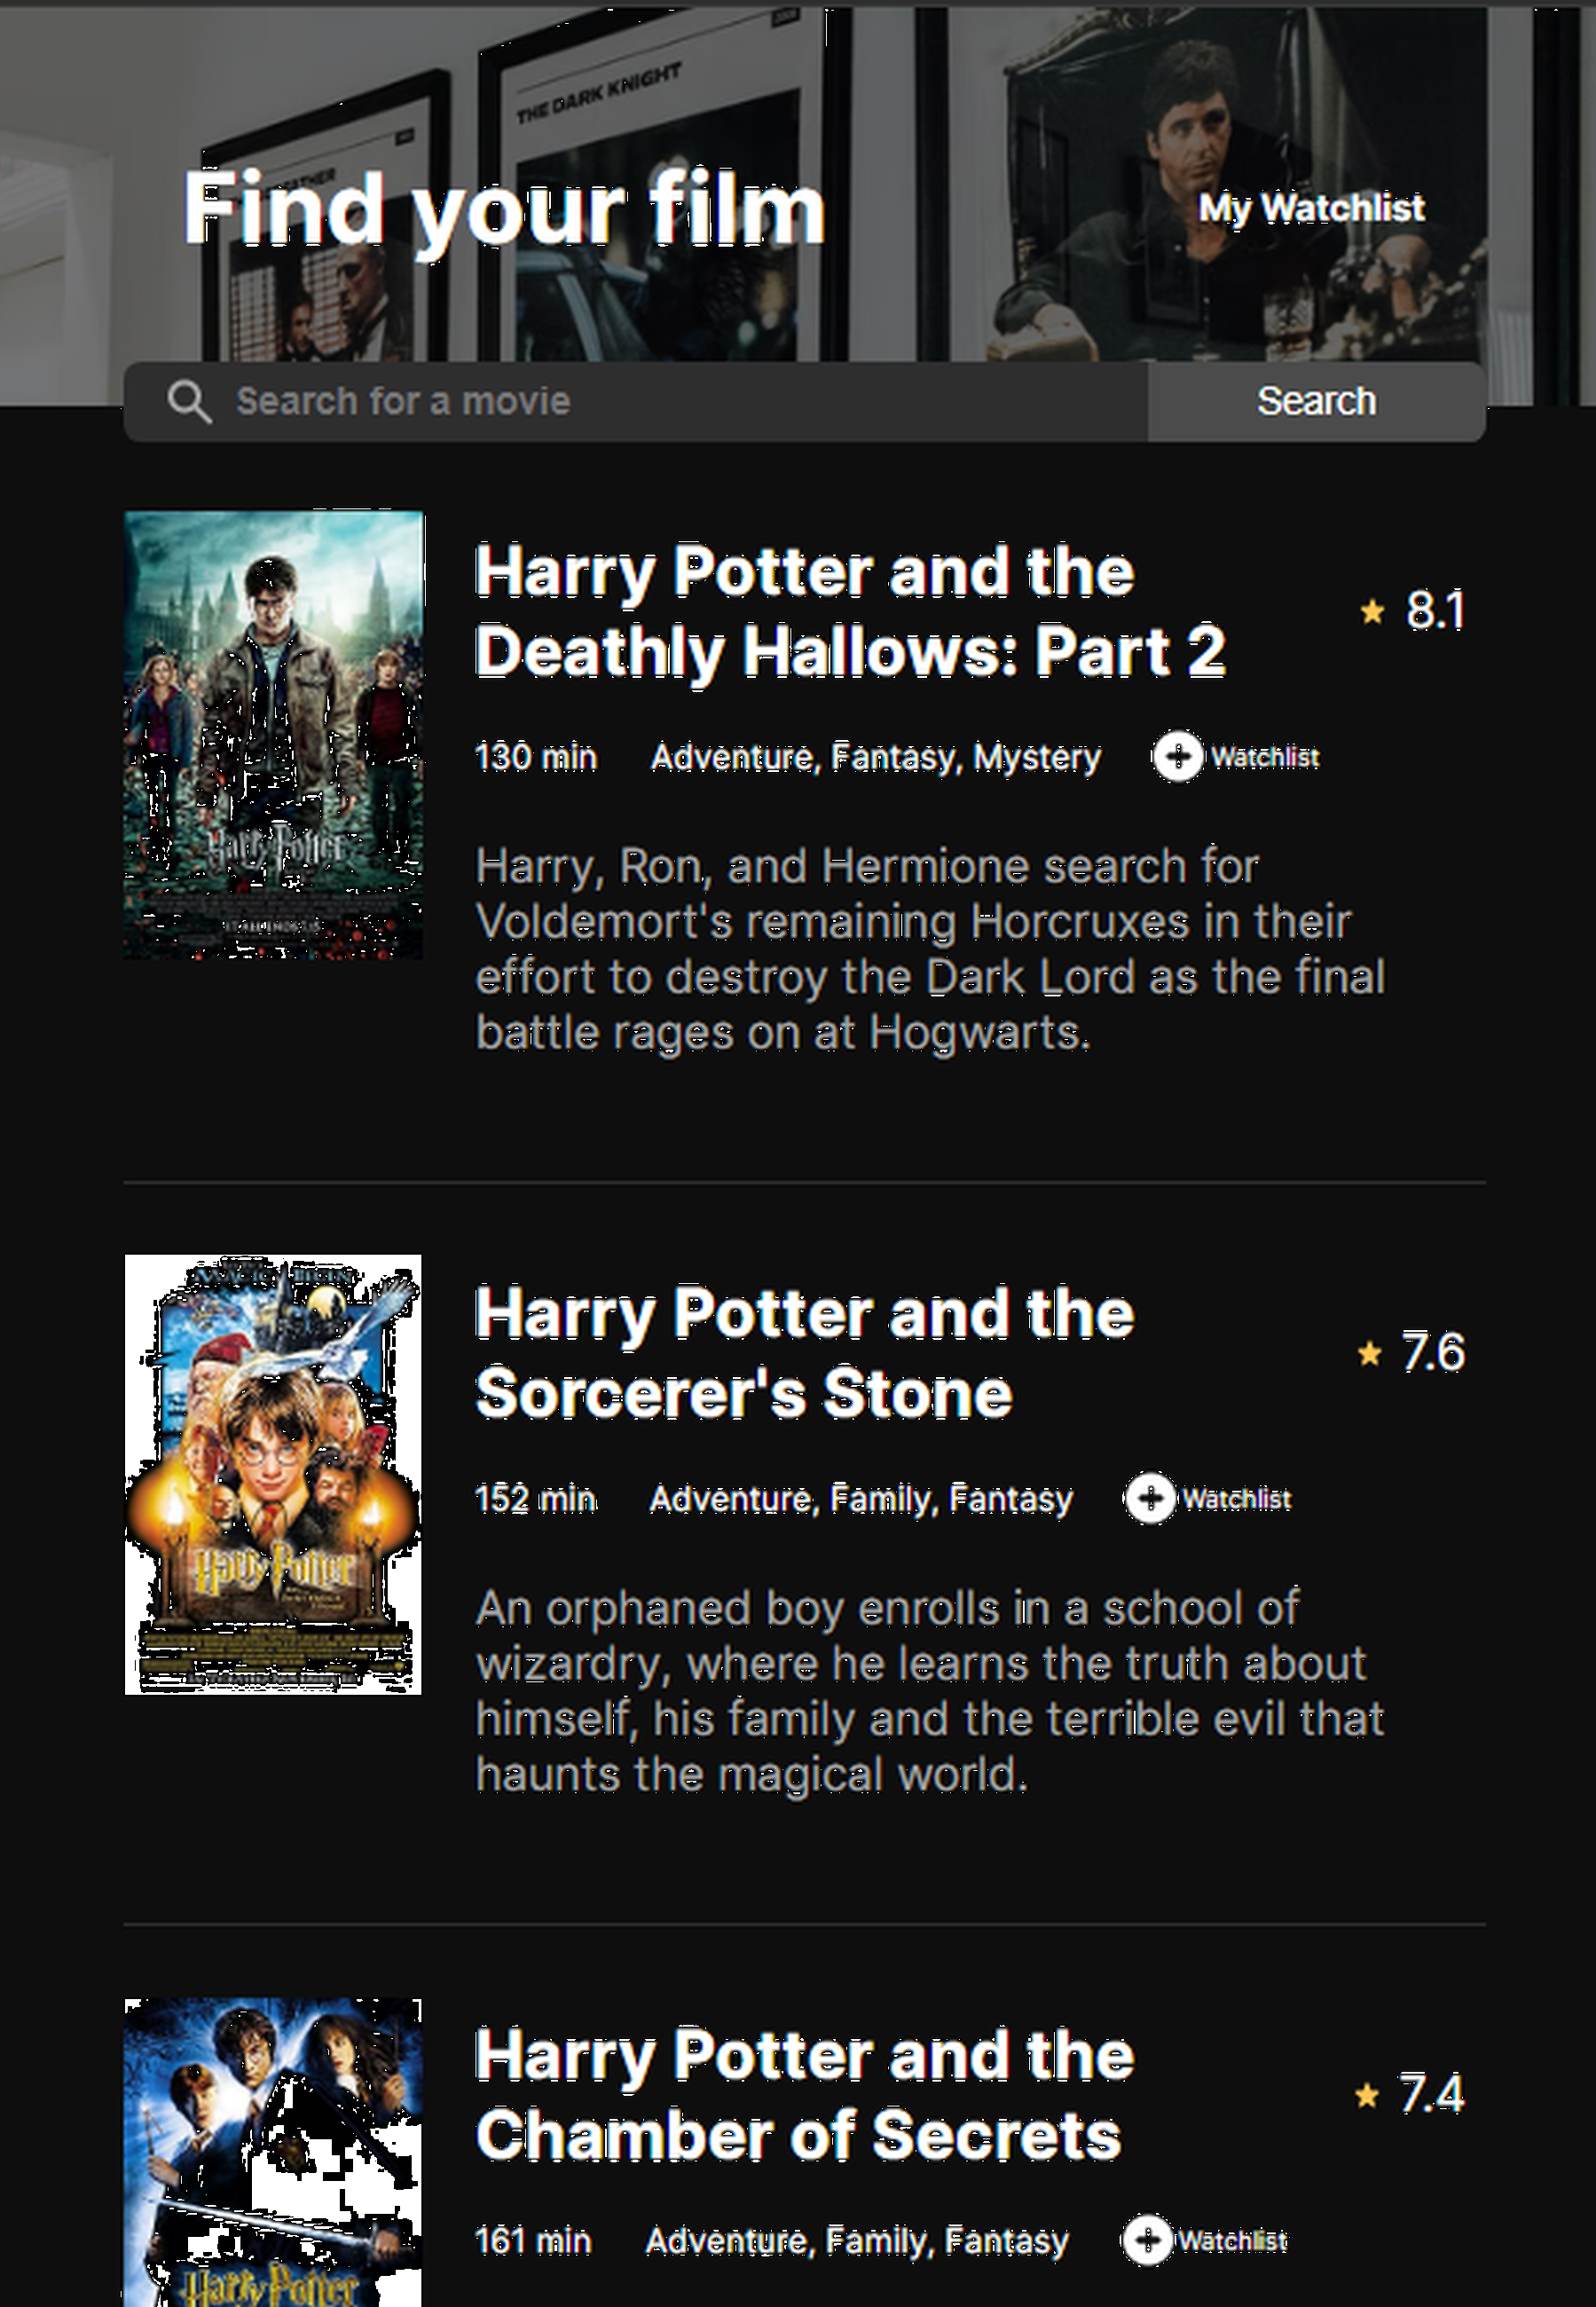 THE DARK KNIGHT
Find your film
My Watchlist
Search for a movie
Search
Harry Potter and the
Deathly Hallows: Part 2
8.1
130 min Adventure, Fantasy, Mystery Watchlist
Harry, Ron, and Hermione search for
Voldemort's remaining Horcruxes in their
effort to destroy the Dark Lord as the final
battle rages on at Hogwarts.
Harry Potter
Harry Potter and the
Sorcerer's Stone
7.6
152 min Adventure, Family, Fantasy Watchlist
An orphaned boy enrolls in a school of
wizardry, where he learns the truth about
himself, his family and the terrible evil that
haunts the magical world.
Harry Potter
Harry Potter and the
Chamber of Secrets
7.4
161 min Adventure, Family, Fantasy Watchlist
Harry Potter